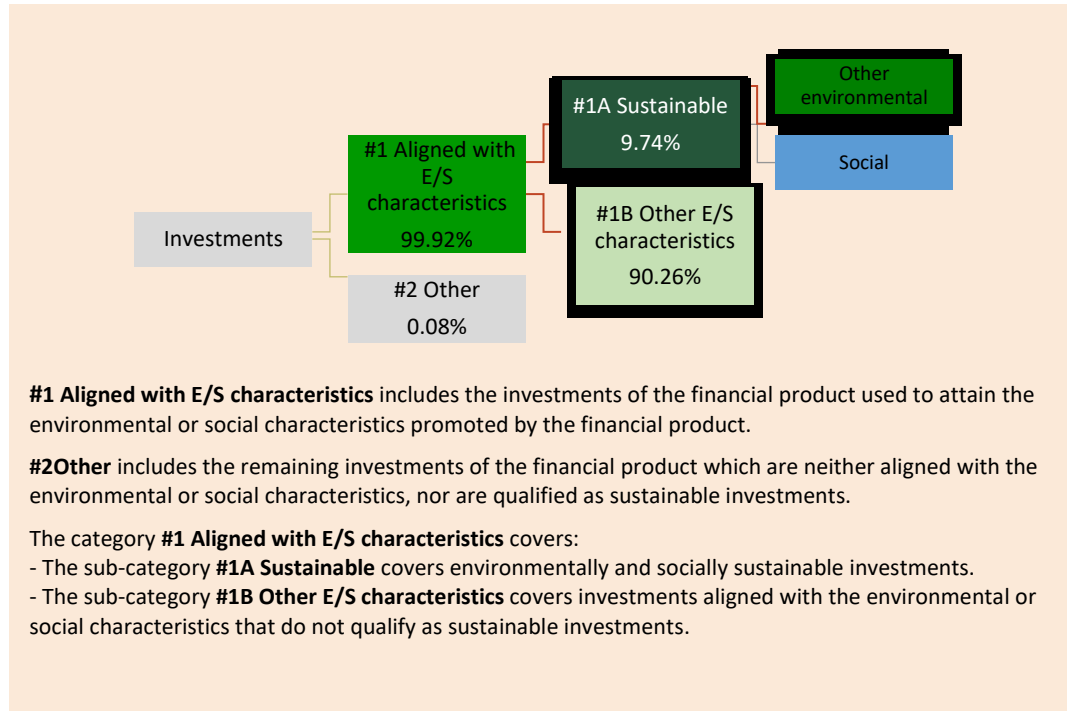 Investments
#1 Aligned with
E/S
characteristics
99.92%
#2 Other
0.08%
#1A Sustainable
9.74%
#1B Other E/S
characteristics
90.26%
Other
environmental
Social
#1 Aligned with E/S characteristics includes the investments of the financial product used to attain the
environmental or social characteristics promoted by the financial product.
#2Other includes the remaining investments of the financial product which are neither aligned with the
environmental or social characteristics, nor are qualified as sustainable investments.
The category #1 Aligned with E/S characteristics covers:
- The sub-category #1A Sustainable covers environmentally and socially sustainable investments.
- The sub-category #1B Other E/S characteristics covers investments aligned with the environmental or
social characteristics that do not qualify as sustainable investments.